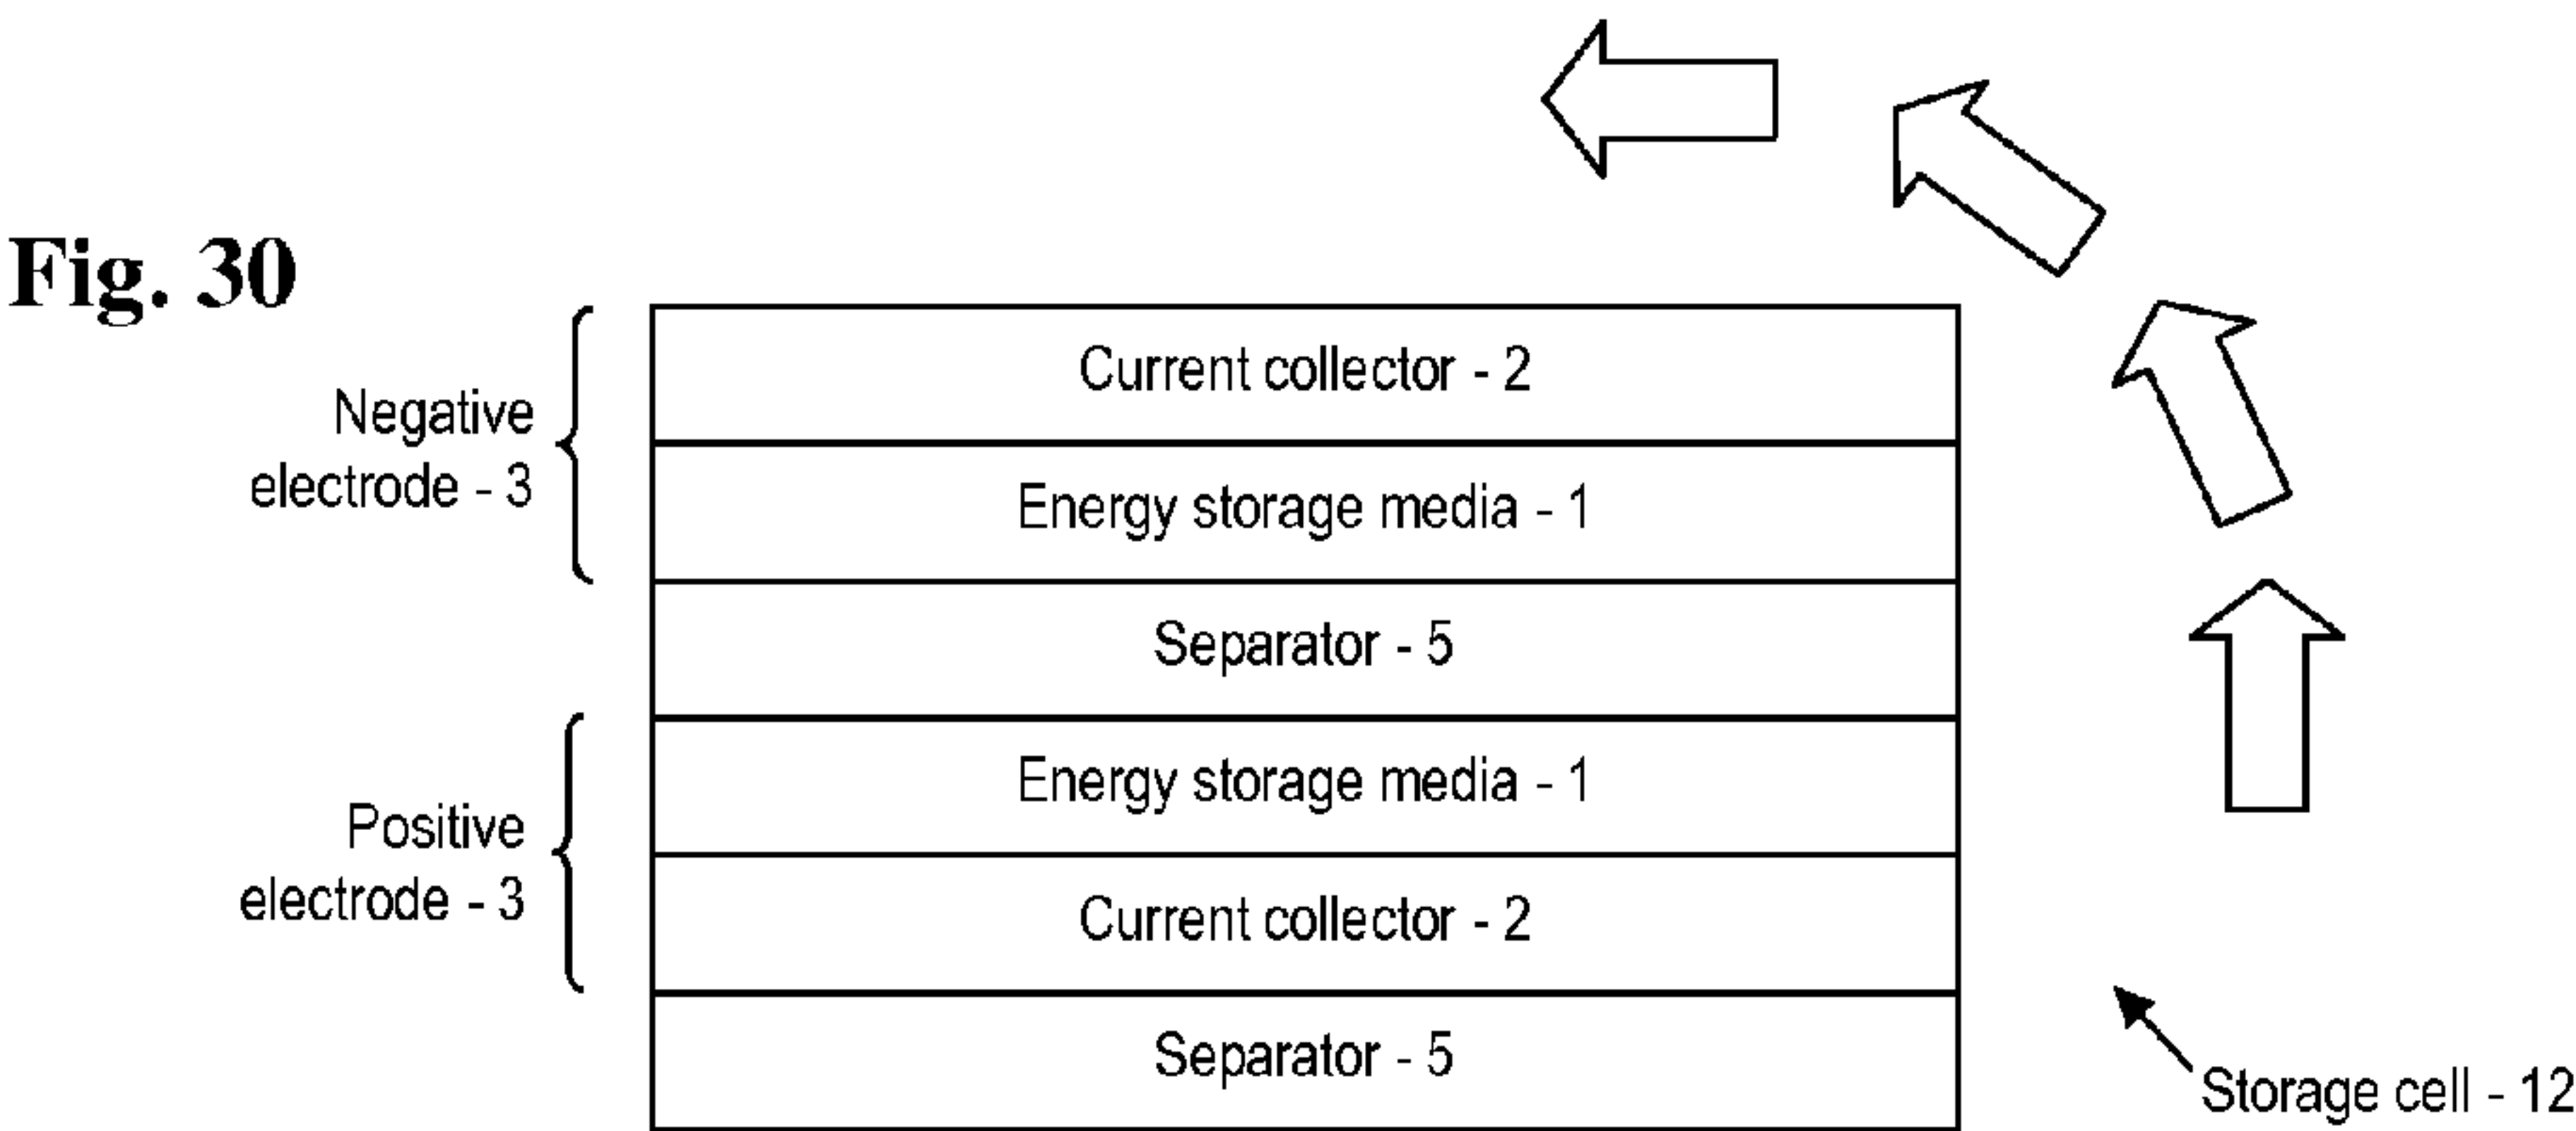 Fig. 30
Negative
electrode - 3
Current collector - 2
Energy storage media - 1
Separator - 5
Positive
electrode - 3
Energy storage media - 1
Current collector - 2
Separator - 5
Storage cell - 12